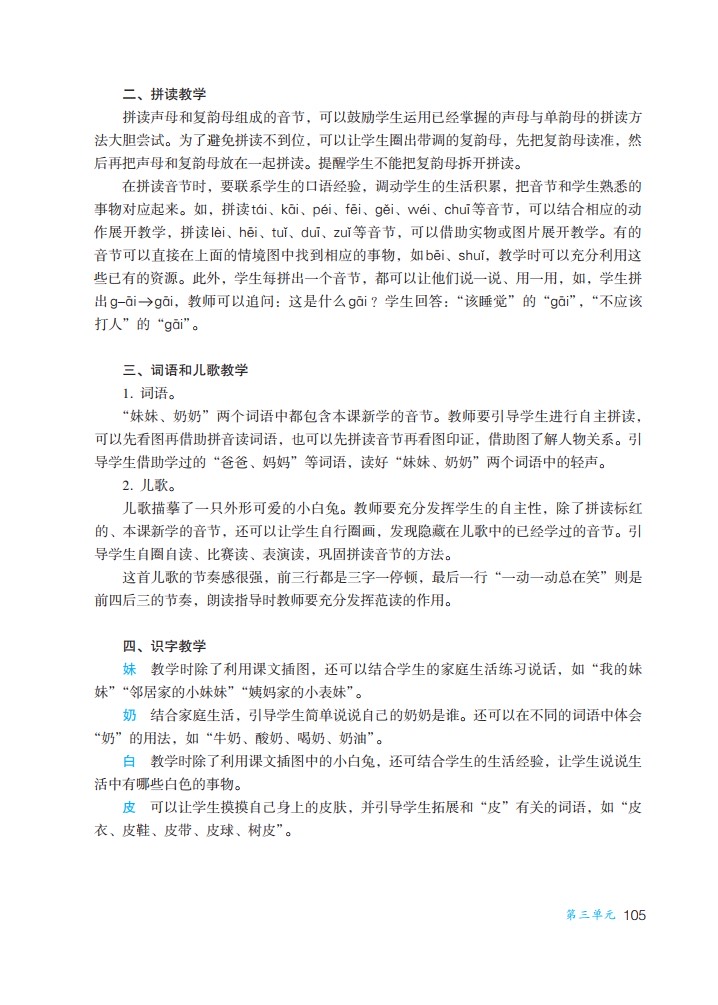 二、拼读教学
拼读声母和复韵母组成的音节，可以鼓励学生运用已经掌握的声母与单韵母的拼读方
法大胆尝试。为了避免拼读不到位，可以让学生圈出带调的复韵母，先把复韵母读准，然
后再把声母和复韵母放在一起拼读。提醒学生不能把复韵母拆开拼读。
在拼读音节时，要联系学生的口语经验，调动学生的生活积累，把音节和学生熟悉的
事物对应起来。如，拼读tái、kāi、péi、fēi、gěi、wéi、chuī等音节，可以结合相应的动
作展开教学，拼读lèi、hēi、tuǐ、duī、zuǐ等音节，可以借助实物或图片展开教学。有的
音节可以直接在上面的情境图中找到相应的事物，如bēi、shuǐ，教学时可以充分利用这
些已有的资源。此外，学生每拼出一个音节，都可以让他们说一说、用一用，如，学生拼
出g–āi→gāi，教师可以追问：这是什么gāi？学生回答：“该睡觉”的“gāi”，“不应该
打人”的“gāi”。
三、词语和儿歌教学
1. 词语。
“妹妹、奶奶”两个词语中都包含本课新学的音节。教师要引导学生进行自主拼读，
可以先看图再借助拼音读词语，也可以先拼读音节再看图印证，借助图了解人物关系。引
导学生借助学过的“爸爸、妈妈”等词语，读好“妹妹、奶奶”两个词语中的轻声。
2. 儿歌。
儿歌描摹了一只外形可爱的小白兔。教师要充分发挥学生的自主性，除了拼读标红
的、本课新学的音节，还可以让学生自行圈画，发现隐藏在儿歌中的已经学过的音节。引
导学生自圈自读、比赛读、表演读，巩固拼读音节的方法。
这首儿歌的节奏感很强，前三行都是三字一停顿，最后一行“一动一动总在笑”则是
前四后三的节奏，朗读指导时教师要充分发挥范读的作用。
四、识字教学
妹 教学时除了利用课文插图，还可以结合学生的家庭生活练习说话，如“我的妹
妹”“邻居家的小妹妹”“姨妈家的小表妹”。
奶 结合家庭生活，引导学生简单说说自己的奶奶是谁。还可以在不同的词语中体会
“奶”的用法，如“牛奶、酸奶、喝奶、奶油”。
白 教学时除了利用课文插图中的小白兔，还可结合学生的生活经验，让学生说说生
活中有哪些白色的事物。
皮 可以让学生摸摸自己身上的皮肤，并引导学生拓展和“皮”有关的词语，如“皮
衣、皮鞋、皮带、皮球、树皮”。
第三单元 105